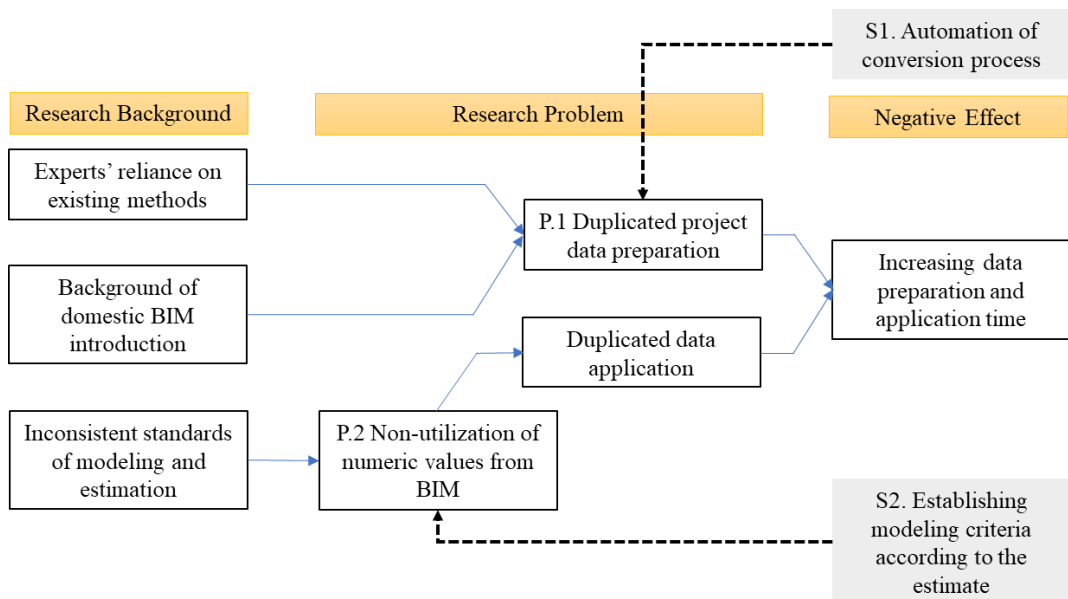 S1. Automation of
conversion process
Research Background
Research Problem
Negative Effect
Experts’ reliance on
existing methods
P.1 Duplicated project
data preparation
Background of
domestic BIM
introduction
Increasing data
preparation and
application time
Duplicated data
application
Inconsistent standards
of modeling and
estimation
P.2 Non-utilization of
numeric values from
BIM
S2. Establishing
modeling criteria
according to the
estimate